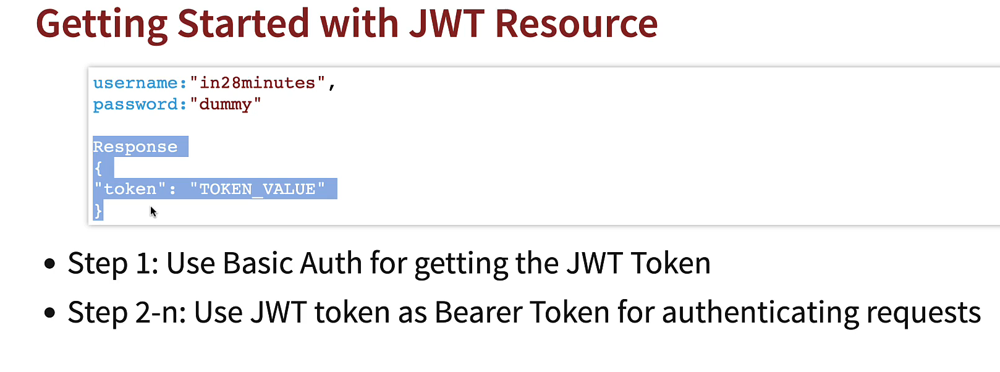 Getting Started with JWT Resource
username:"in28minutes",
password:"dummy"
Response
{
"token": "TOKEN_VALUE"
}
• Step 1: Use Basic Auth for getting the JWT Token
• Step 2-n: Use JWT token as Bearer Token for authenticating requests